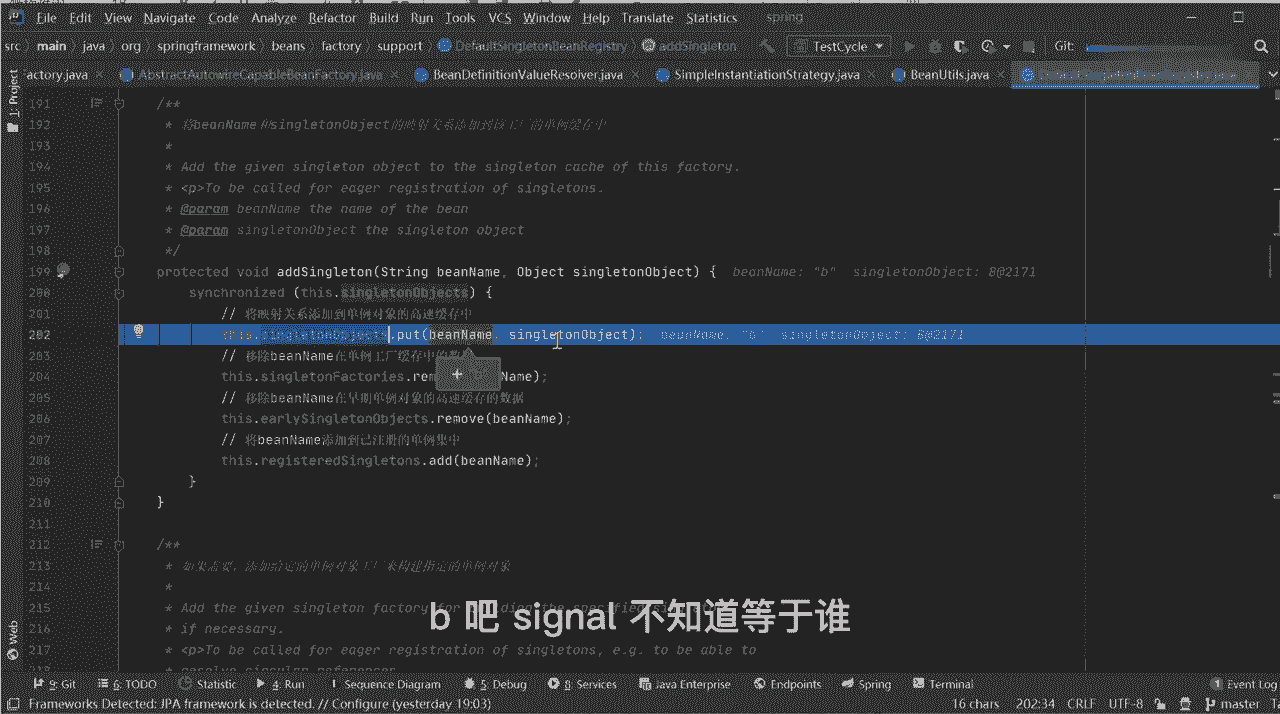 File Edit View Navigate Code Analyze Refactor Build Run Tools VCS Window Help Translate Statistics spring
src main java org springframework beans factory support DefaultSingletonBeanRegistry addSingleton TestCycle Git:
actory.java AbstractAutowireCapableBeanFactory.java BeanDefinitionValueResolver.java SimpleInstantiationStrategy.java BeanUtils.java
1: Project
191 /**
192 * 将beanName和singletonObject的映射关系添加到该工厂的单例缓存中
193 *
194 * Add the given singleton object to the singleton cache of this factory.
195 * <p>To be called for eager registration of singletons.
196 * @param beanName the name of the bean
197 * @param singletonObject the singleton object
198 */
199 protected void addSingleton(String beanName, Object singletonObject) { beanName: "b" singletonObject: B@2171
200 synchronized (this.singletonObjects) {
201 // 将映射关系添加到单例对象的高速缓存中
202 this.singletonObjects.put(beanName, singletonObject); beanName: "b" singletonObject: B@2171
203 // 移除beanName在单例工厂缓存中的数
204 this.singletonFactories.rem Name);
205 // 移除beanName在早期单例对象的高速缓存的数据
206 this.earlySingletonObjects.remove(beanName);
207 // 将beanName添加到已注册的单例集中
208 this.registeredSingletons.add(beanName);
209 }
210 }
211
212 /**
213 * 如果需要，添加给定的单例对象工厂来构建指定的单例对象
214 *
215 * Add the given singleton factory for
216 * if necessary.
217 * <p>To be called for eager registration of singletons, e.g. to be able to
218 * resolve circular references.
b 吧 signal 不知道等于谁
Web
9: Git 6: TODO Statistic 4: Run Sequence Diagram 5: Debug 8: Services Java Enterprise Endpoints Spring Terminal 1 Event Log
Frameworks Detected: JPA framework is detected. // Configure (yesterday 19:03) 16 chars 202:34 CRLF UTF-8 master